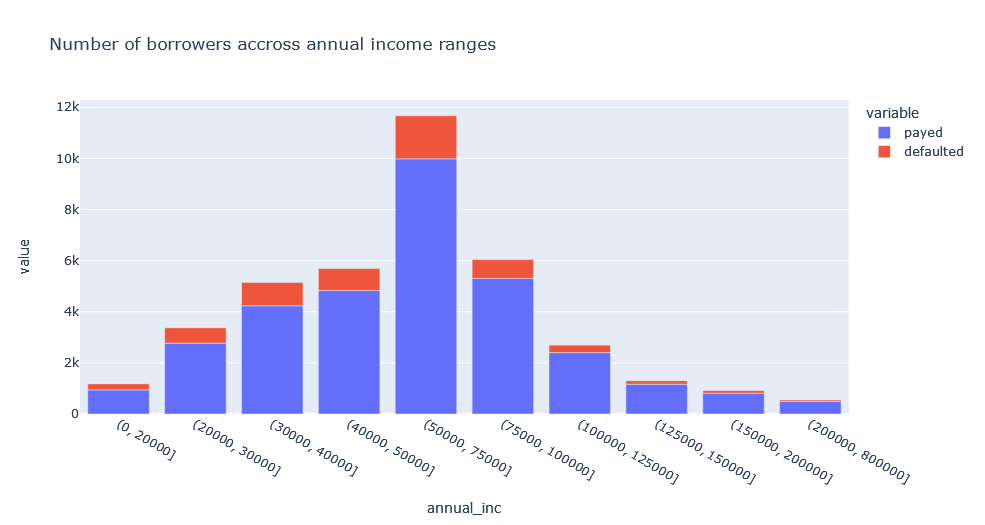 Number of borrowers accross annual income ranges
variable
payed
defaulted
value
12k
10k
8k
6k
4k
2k
0
(0, 20000]
(20000, 30000]
(30000, 40000]
(40000, 50000]
(50000, 75000]
(75000, 100000]
(100000, 125000]
(125000, 150000]
(150000, 200000]
(200000, 800000]
annual_inc